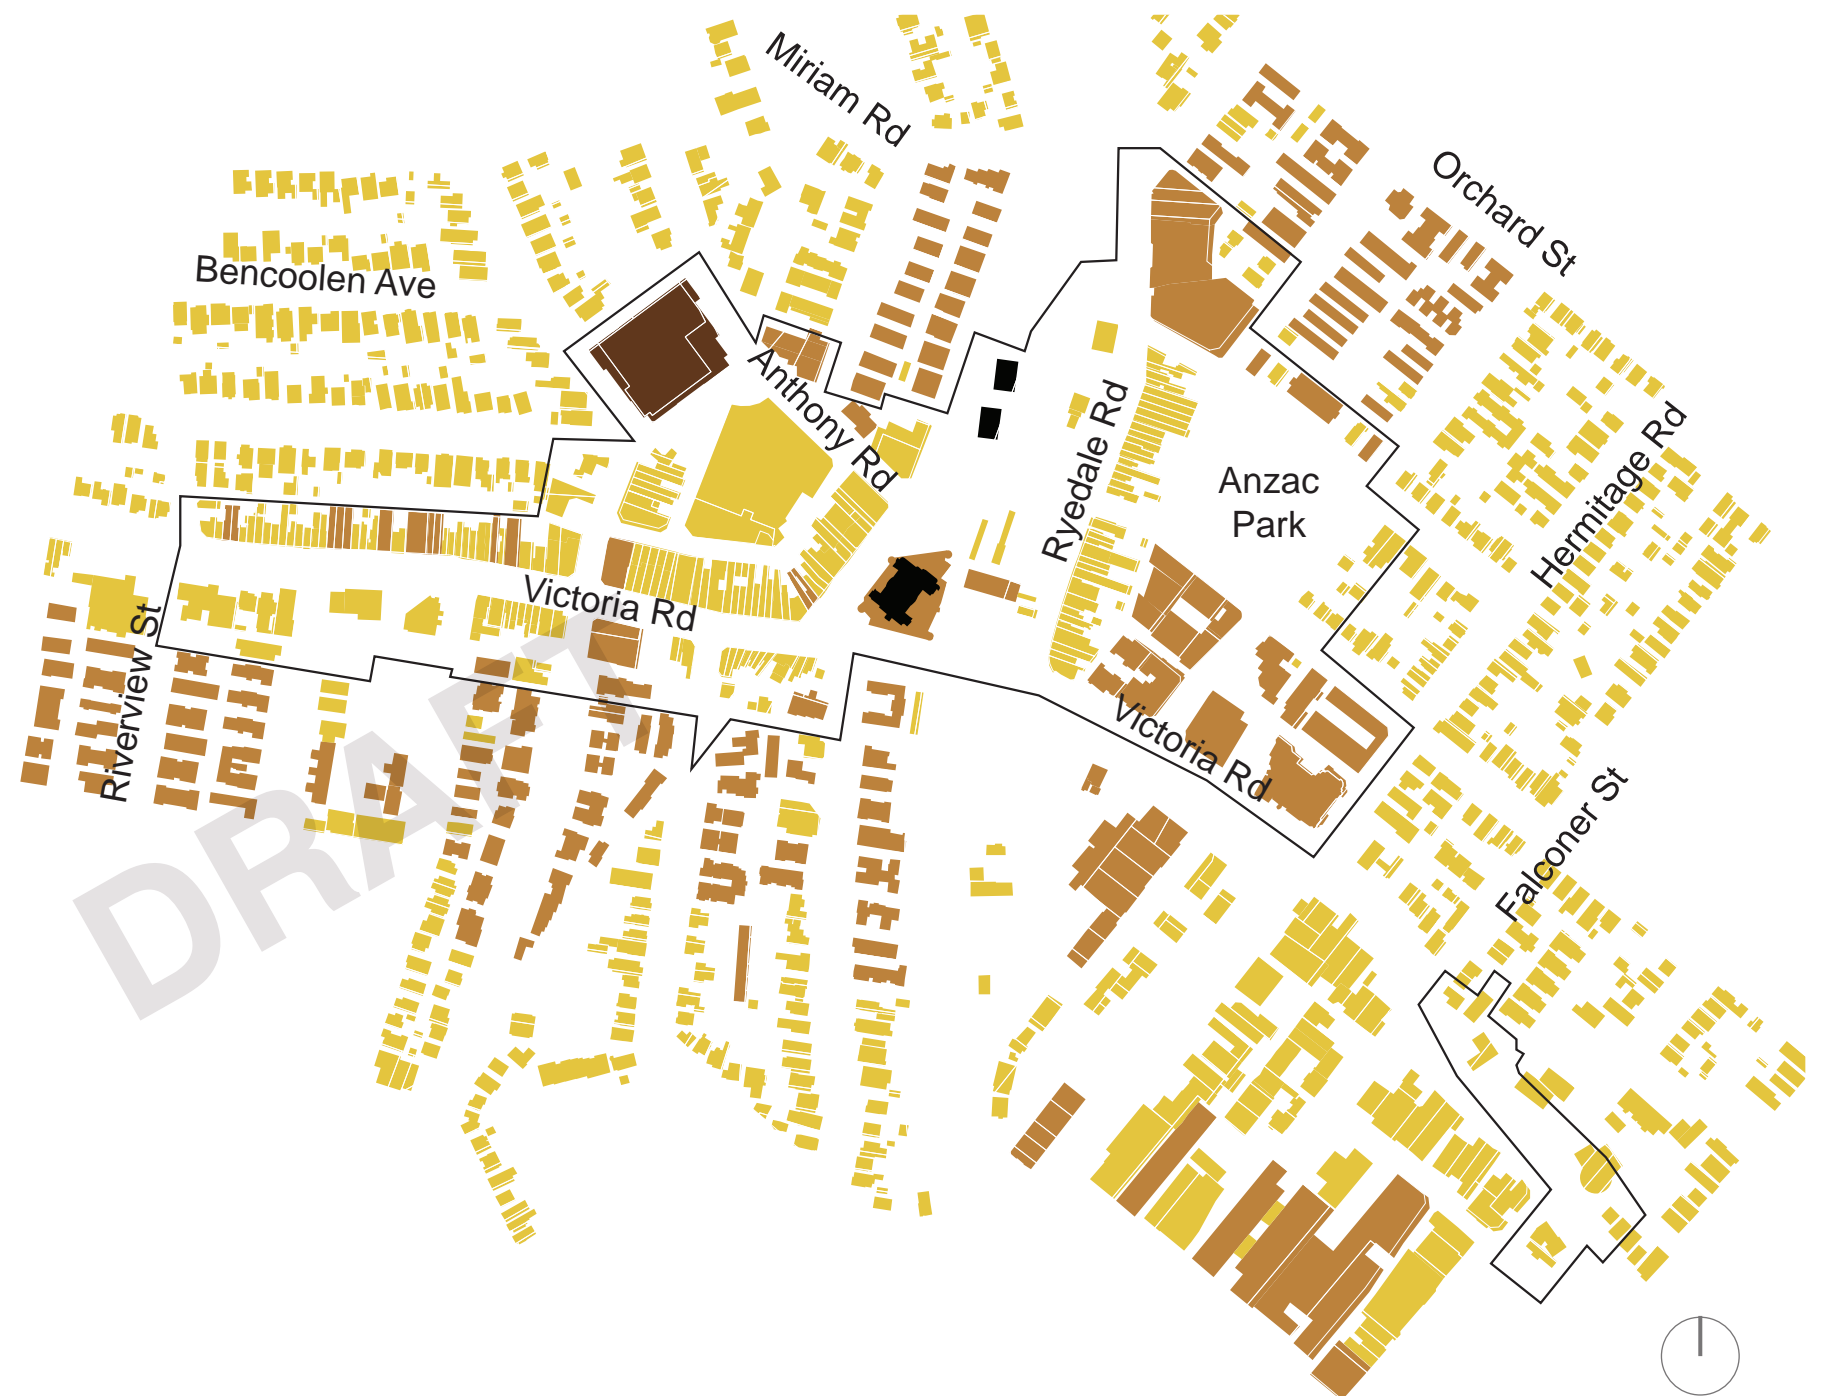 Miriam Rd
Orchard St
Bencoolen Ave
Anthony Rd
Ryedale Rd
Hermitage Rd
Anzac
Park
Victoria Rd
Riverview St
Victoria Rd
Falconer St
DRAFT